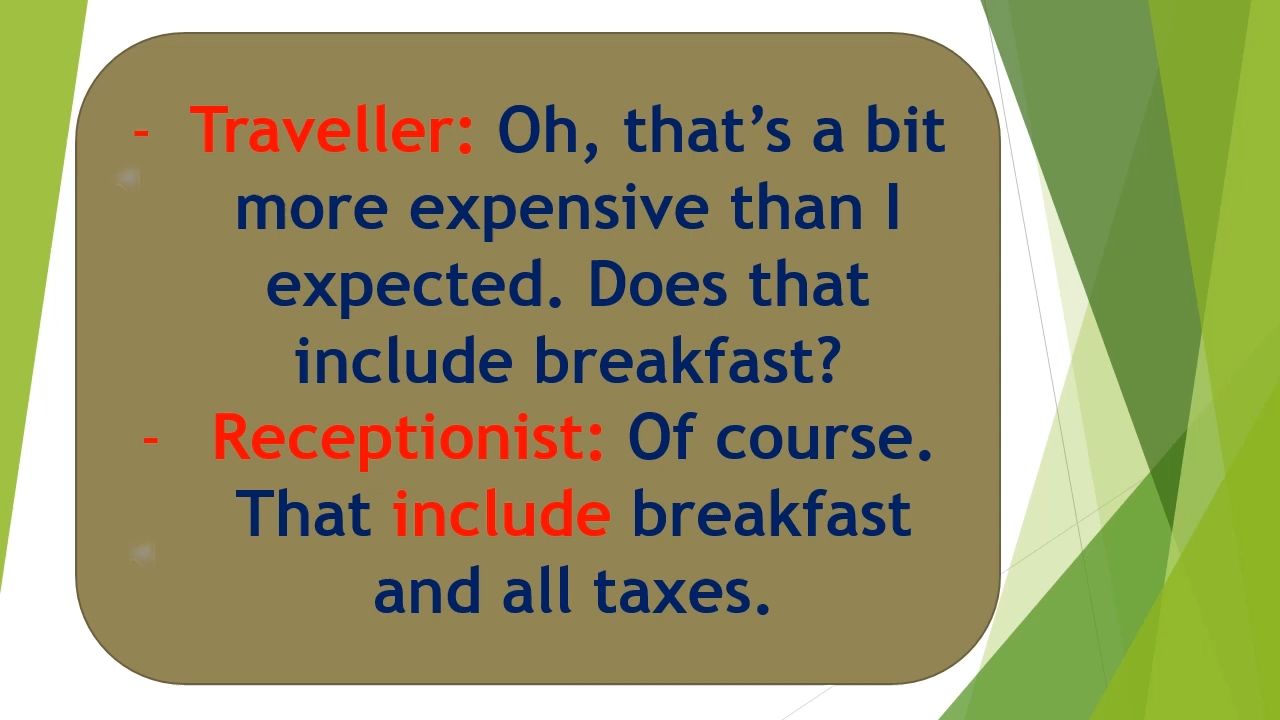 - Traveller: Oh, that’s a bit
more expensive than I
expected. Does that
include breakfast?
- Receptionist: Of course.
That include breakfast
and all taxes.